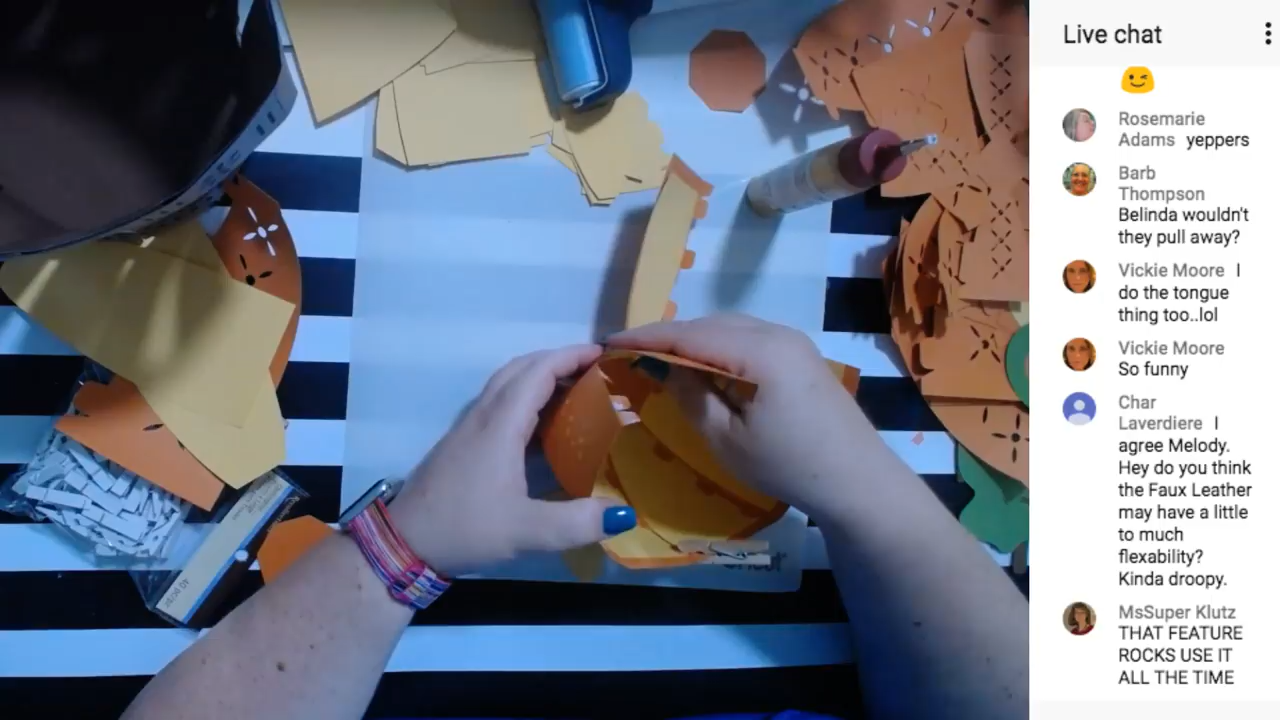 Live chat
Rosemarie
Adams yeppers
Barb
Thompson
Belinda wouldn't
they pull away?
Vickie Moore I
do the tongue
thing too..lol
Vickie Moore
So funny
Char
Laverdiere I
agree Melody.
Hey do you think
the Faux Leather
may have a little
to much
flexability?
Kinda droopy.
MsSuper Klutz
THAT FEATURE
ROCKS USE IT
ALL THE TIME